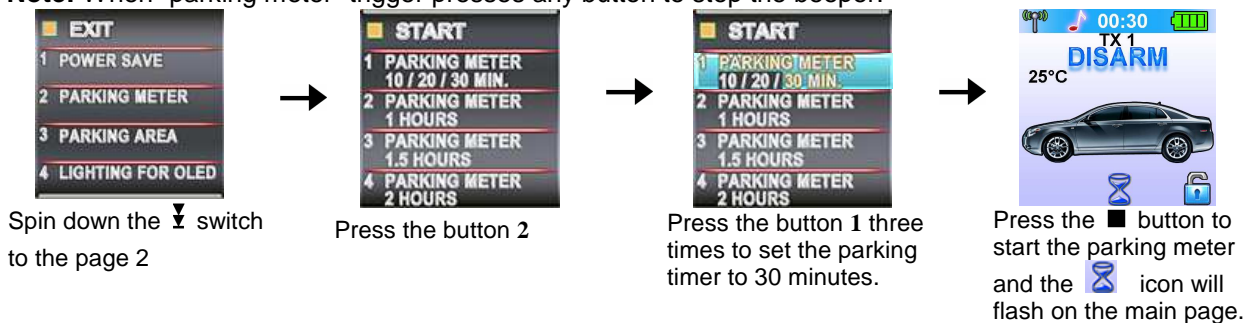 Note: When "parking meter" trigger presses any button to stop the beeper.
EXIT
1 POWER SAVE
2 PARKING METER
3 PARKING AREA
4 LIGHTING FOR OLED
Spin down the switch
to the page 2
START
1 PARKING METER
10 / 20 / 30 MIN.
2 PARKING METER
1 HOURS
3 PARKING METER
1.5 HOURS
4 PARKING METER
2 HOURS
Press the button 2
START
1 PARKING METER
10 / 20 / 30 MIN.
2 PARKING METER
1 HOURS
3 PARKING METER
1.5 HOURS
4 PARKING METER
2 HOURS
Press the button 1 three
times to set the parking
timer to 30 minutes.
00:30
TX 1
DISARM
25°C
Press the ■ button to
start the parking meter
and the icon will
flash on the main page.